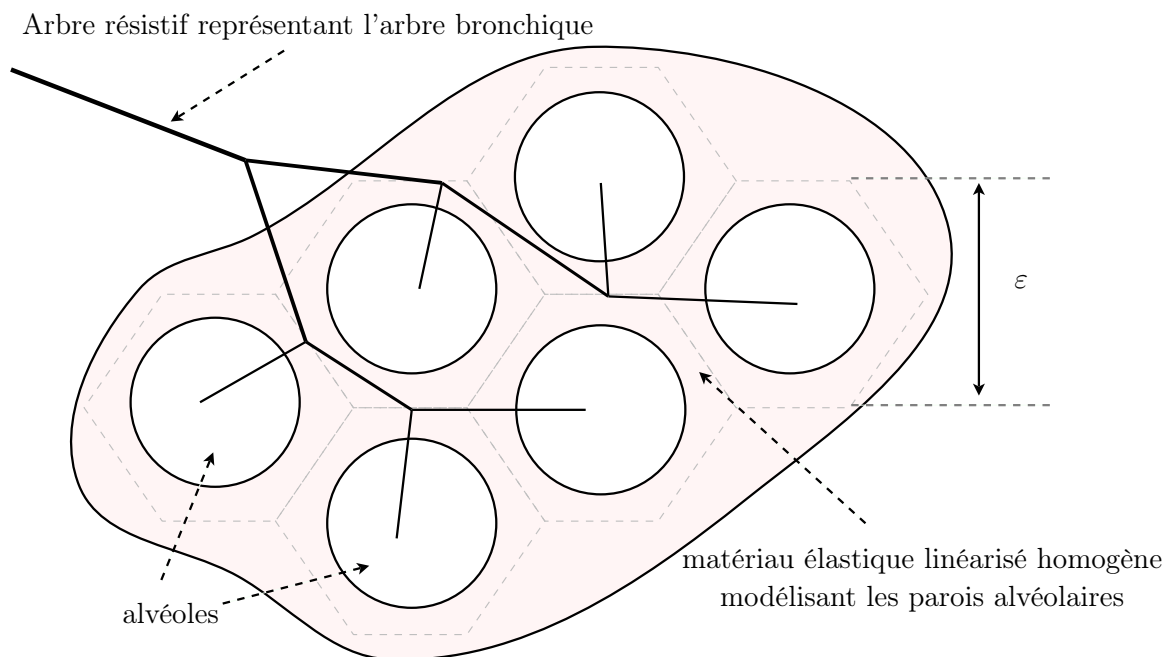 Arbre résistif représentant l'arbre bronchique
ε
matériau élastique linéarisé homogène
modélisant les parois alvéolaires
alvéoles